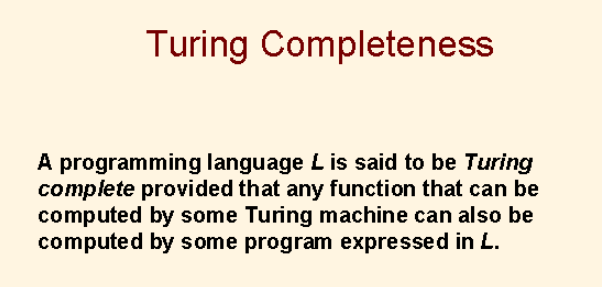 Turing Completeness
A programming language L is said to be Turing
complete provided that any function that can be
computed by some Turing machine can also be
computed by some program expressed in L.